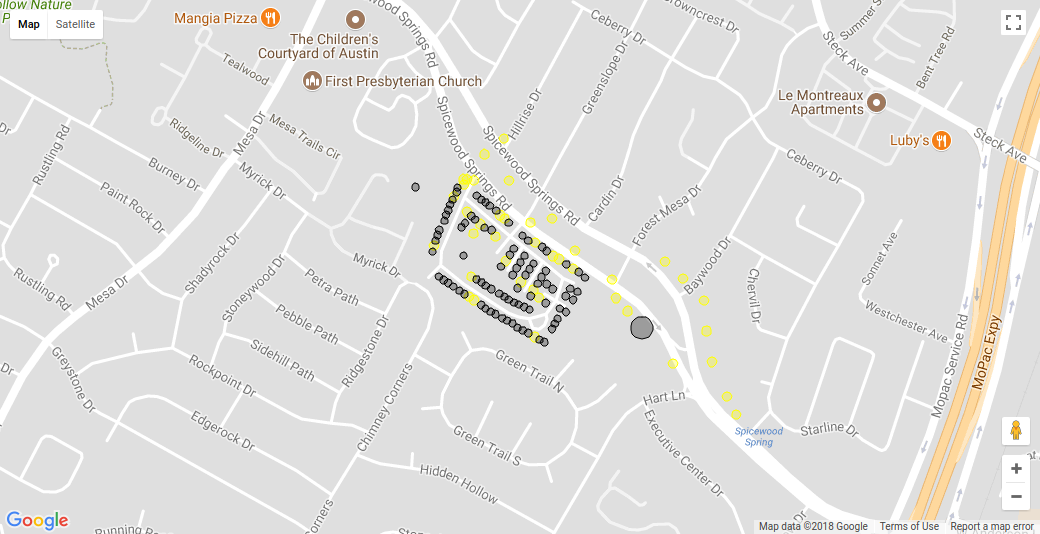 ollow Nature
Map
Satellite
Mangia Pizza
The Children's
Courtyard of Austin
First Presbyterian Church
Tealwood
Mesa Dr
Mesa Trails Cir
Ridgeline Dr
Rustling Rd
Dr
Burney Dr
Myrick Dr
Paint Rock Dr
wood Springs Rd
Spicewood Springs Rd
Spicewood Springs Rd
Hillrise Dr
Greenslope Dr
Ceberry Dr
rowncrest Dr
Steck Ave
Summer S
Bent Tree Rd
Le Montreaux
Apartments
Luby's
Steck Ave
Ceberry Dr
Cardin Dr
Forest Mesa Dr
Baywood Dr
Chervil Dr
Sonnet Ave
Westchester Ave
Mopac Service Rd
MoPac Expy
Shadyrock Dr
Stoneywood Dr
Myrick Dr
Petra Path
Pebble Path
Sidehill Path
Rustling Rd
Mesa Dr
Ridgestone Dr
Rockpoint Dr
Greystone Dr
Edgerock Dr
Chimney Corners
Green Trail N
Green Trail S
Hidden Hollow
Hart Ln
Executive Center Dr
Spicewood
Spring
Starline Dr
Corners
Running
Dr
Google
Map data ©2018 Google
Terms of Use
Report a map error